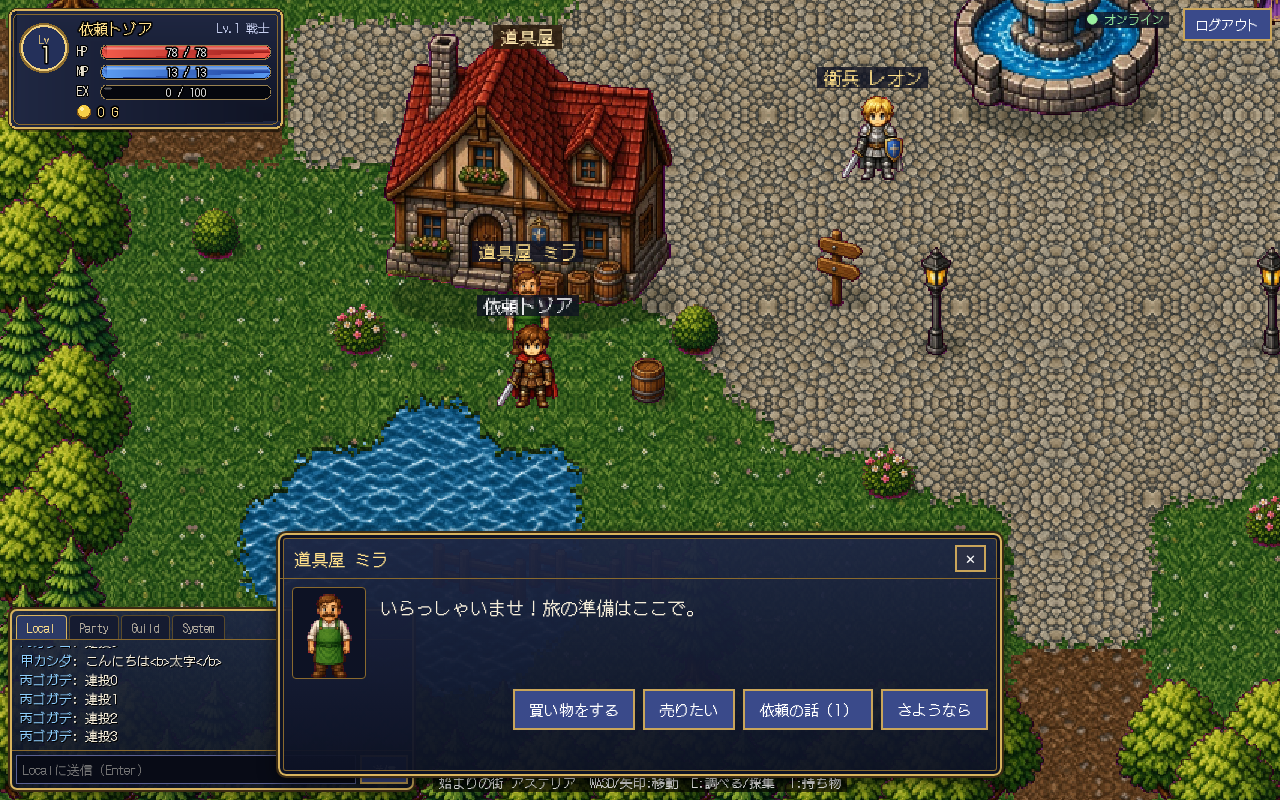 Lv
1
依頼トゾア
Lv.1 戦士
HP
78 / 78
MP
13 / 13
EX
0 / 100
0 G
道具屋
オンライン
ログアウト
衛兵 レオン
道具屋 ミラ
依頼トゾア
道具屋 ミラ
×
いらっしゃいませ！旅の準備はここで。
買い物をする
売りたい
依頼の話（1）
さようなら
Local
Party
Guild
System
甲カシダ: こんにちは<b>太字</b>
丙ゴガデ: 連投0
丙ゴガデ: 連投1
丙ゴガデ: 連投2
丙ゴガデ: 連投3
Localに送信（Enter）
始まりの街 アステリア WASD/矢印:移動 E:調べる/採集 I:持ち物